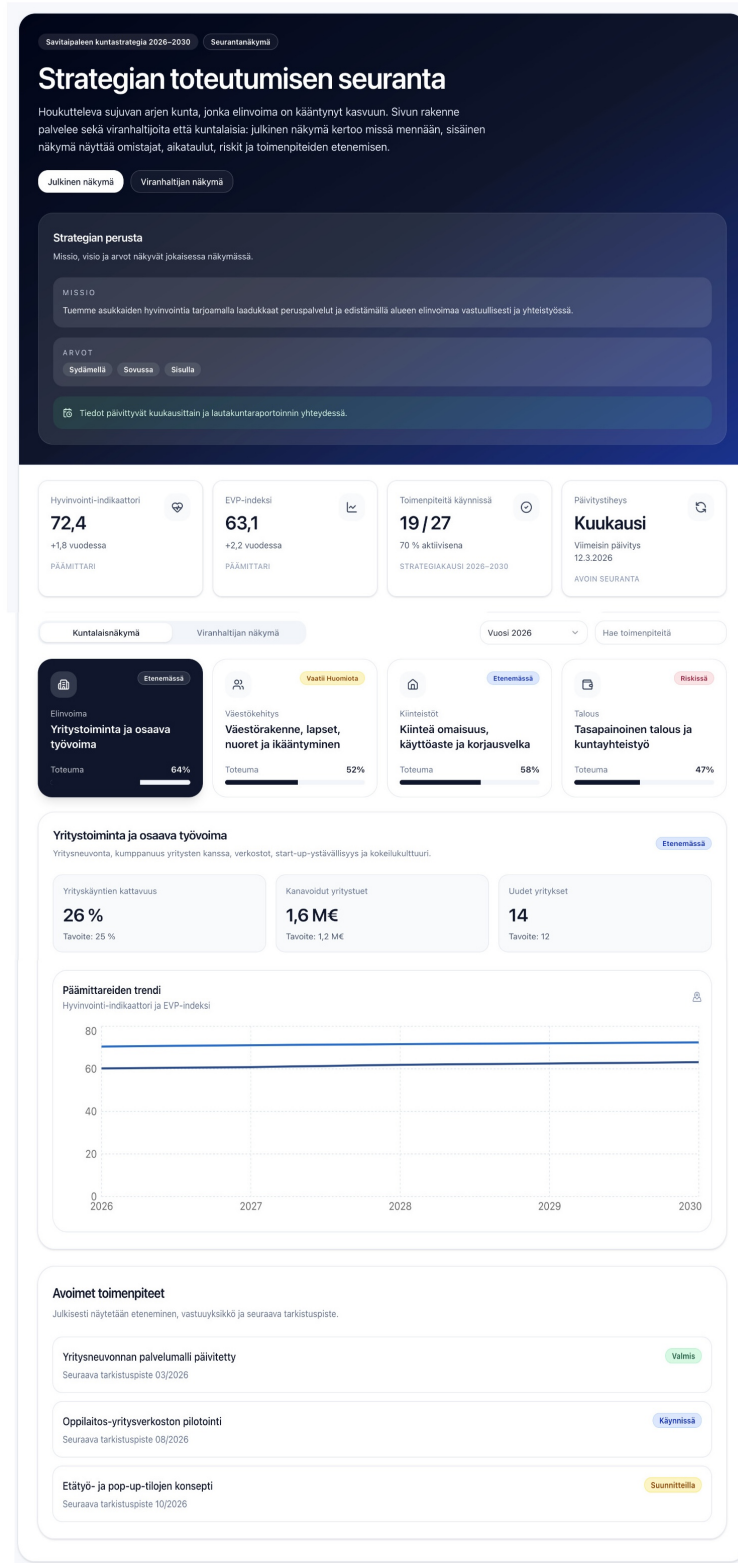 Savitaipaleen kuntastrategia 2026–2030
Seurantanäkymä
Strategian toteutumisen seuranta
Houkutteleva sujuvan arjen kunta, jonka elinvoima on kääntynyt kasvuun. Sivun rakenne
palvelee sekä viranhaltijoita että kuntalaisia: julkinen näkymä kertoo missä mennään, sisäinen
näkymä näyttää omistajat, aikataulut, riskit ja toimenpiteiden etenemisen.
Julkinen näkymä
Viranhaltijan näkymä
Strategian perusta
Missio, visio ja arvot näkyvät jokaisessa näkymässä.
MISSIO
Tuemme asukkaiden hyvinvointia tarjoamalla laadukkaat peruspalvelut ja edistämällä alueen elinvoimaa vastuullisesti ja yhteistyössä.
ARVOT
Sydämellä
Sovussa
Sisulla
Tiedot päivittyvät kuukausittain ja lautakuntaraportoinnin yhteydessä.
Hyvinvointi-indikaattori
72,4
+1,8 vuodessa
PÄÄMITTARI
EVP-indeksi
63,1
+2,2 vuodessa
PÄÄMITTARI
Toimenpiteitä käynnissä
19 / 27
70 % aktiivisena
STRATEGIAKAUSI 2026–2030
Päivitystiheys
Kuukausi
Viimeisin päivitys
12.3.2026
AVOIN SEURANTA
Kuntalaisnäkymä
Viranhaltijan näkymä
Vuosi 2026
Hae toimenpiteitä
Etenemässä
Elinvoima
Yritystoiminta ja osaava
työvoima
Toteuma 64%
Vaatii Huomiota
Väestökehitys
Väestörakenne, lapset,
nuoret ja ikääntyminen
Toteuma 52%
Etenemässä
Kiinteistöt
Kiinteä omaisuus,
käyttöaste ja korjausvelka
Toteuma 58%
Riskissä
Talous
Tasapainoinen talous ja
kuntayhteistyö
Toteuma 47%
Yritystoiminta ja osaava työvoima
Etenemässä
Yritysneuvonta, kumppanuus yritysten kanssa, verkostot, start-up-ystävällisyys ja kokeilukulttuuri.
Yrityskäyntien kattavuus
26 %
Tavoite: 25 %
Kanavoidut yritystuet
1,6 M€
Tavoite: 1,2 M€
Uudet yritykset
14
Tavoite: 12
Päämittareiden trendi
Hyvinvointi-indikaattori ja EVP-indeksi
80
60
40
20
0
2026 2027 2028 2029 2030
Avoimet toimenpiteet
Julkisesti näytetään eteneminen, vastuuyksikkö ja seuraava tarkistuspiste.
Yritysneuvonnan palvelumalli päivitetty
Valmis
Seuraava tarkistuspiste 03/2026
Oppilaitos-yritysverkoston pilotointi
Käynnissä
Seuraava tarkistuspiste 08/2026
Etätyö- ja pop-up-tilojen konsepti
Suunnitteilla
Seuraava tarkistuspiste 10/2026